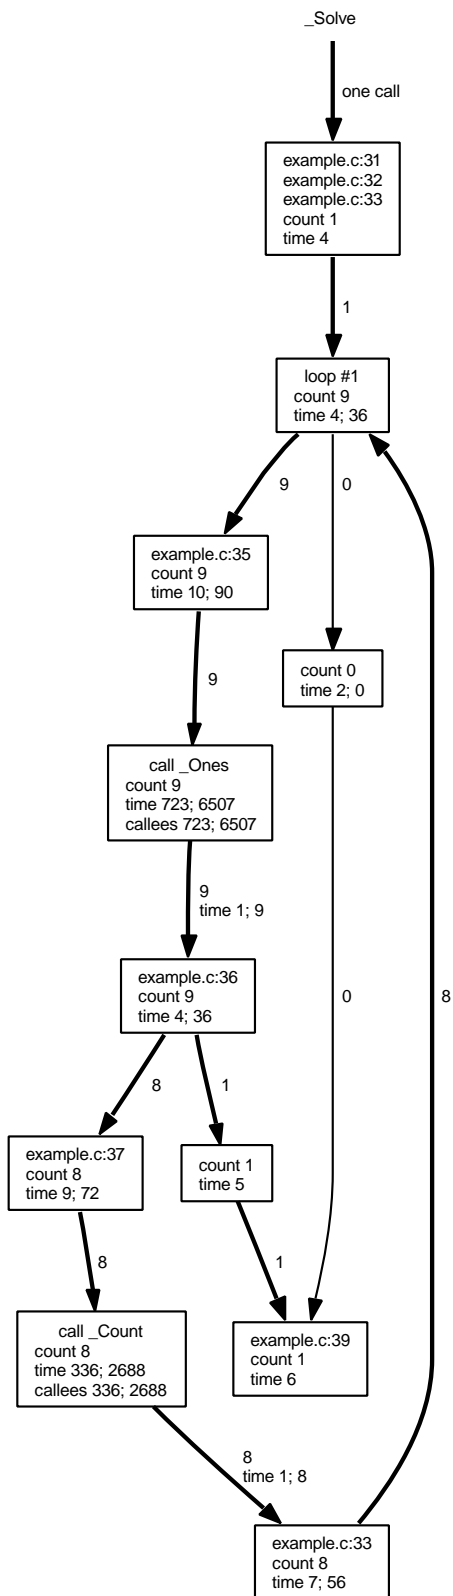 _Solve
one call
example.c:31
example.c:32
example.c:33
count 1
time 4
1
loop #1
count 9
time 4; 36
9
0
example.c:35
count 9
time 10; 90
count 0
time 2; 0
9
call _Ones
count 9
time 723; 6507
callees 723; 6507
9
time 1; 9
example.c:36
count 9
time 4; 36
0
8
8
1
example.c:37
count 8
time 9; 72
count 1
time 5
8
1
call _Count
count 8
time 336; 2688
callees 336; 2688
example.c:39
count 1
time 6
8
time 1; 8
example.c:33
count 8
time 7; 56